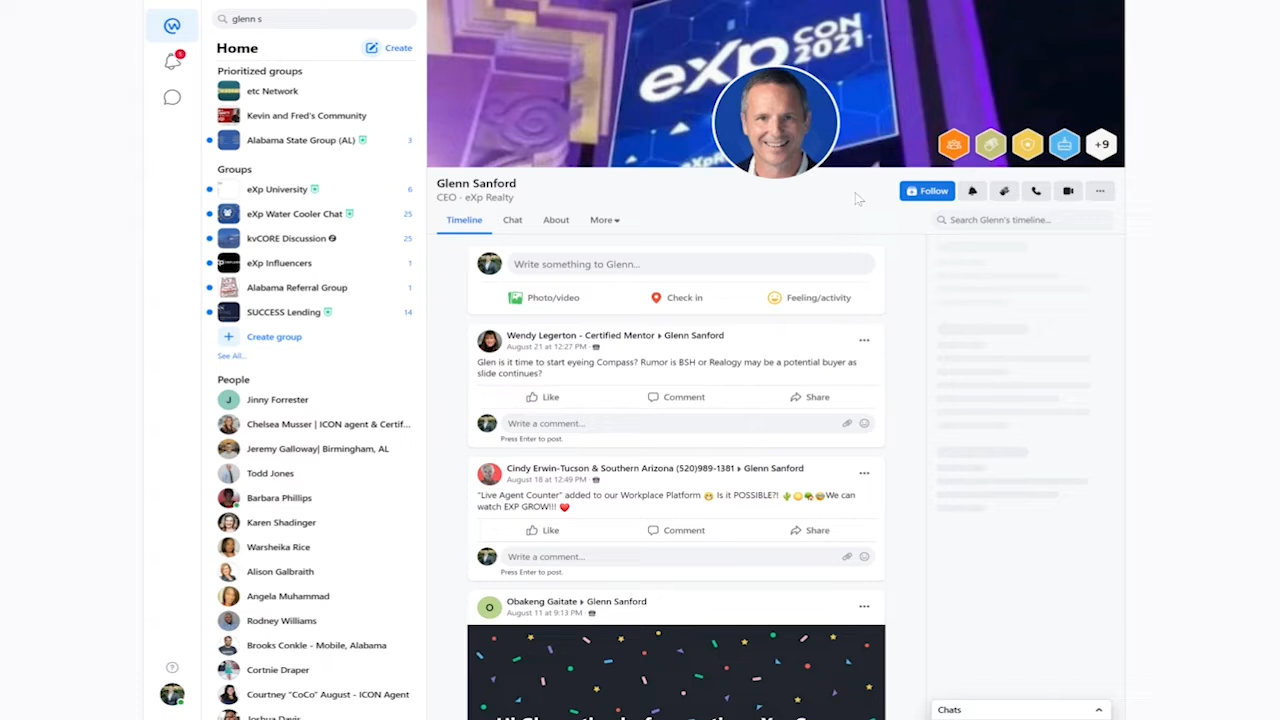 glenn s
Home
Create
Prioritized groups
etc Network
Kevin and Fred's Community
Alabama State Group (AL)
3
Groups
eXp University
6
eXp Water Cooler Chat
25
kvCORE Discussion
25
eXp Influencers
1
Alabama Referral Group
1
SUCCESS Lending
14
Create group
See All...
People
J
Jinny Forrester
Chelsea Musser | ICON agent & Certif...
Jeremy Galloway| Birmingham, AL
Todd Jones
Barbara Phillips
Karen Shadinger
Warsheika Rice
Alison Galbraith
Angela Muhammad
Rodney Williams
Brooks Conkle - Mobile, Alabama
Cortnie Draper
Courtney "CoCo" August - ICON Agent
Joshua Davis
eXp CON
2021
+9
Glenn Sanford
CEO · eXp Realty
Follow
Timeline
Chat
About
More
Search Glenn's timeline...
Write something to Glenn...
Photo/video
Check in
Feeling/activity
Wendy Legerton - Certified Mentor ▸ Glenn Sanford
August 21 at 12:27 PM ·
Glen is it time to start eyeing Compass? Rumor is BSH or Realogy may be a potential buyer as
slide continues?
Like
Comment
Share
Write a comment...
Press Enter to post.
Cindy Erwin-Tucson & Southern Arizona (520)989-1381 ▸ Glenn Sanford
August 18 at 12:49 PM ·
"Live Agent Counter" added to our Workplace Platform 😁 Is it POSSIBLE?! 🌵 We can
watch EXP GROW!!! ❤️
Like
Comment
Share
Write a comment...
Press Enter to post.
O
Obakeng Gaitate ▸ Glenn Sanford
August 11 at 9:13 PM ·
Chats